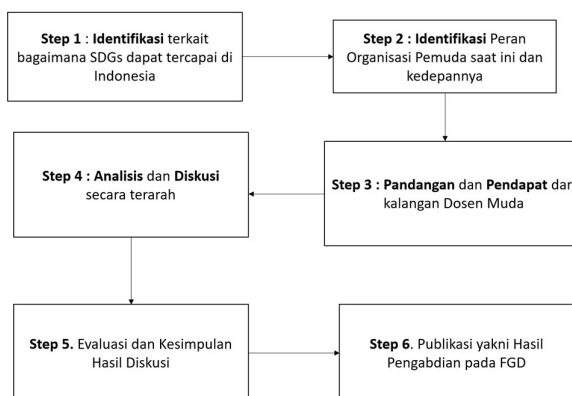 Step 1 : Identifikasi terkait
bagaimana SDGs dapat tercapai di
Indonesia
Step 2 : Identifikasi Peran
Organisasi Pemuda saat ini dan
kedepannya
Step 3 : Pandangan dan Pendapat dar
kalangan Dosen Muda
Step 4 : Analisis dan Diskusi
secara terarah
Step 5. Evaluasi dan Kesimpulan
Hasil Diskusi
Step 6. Publikasi yakni Hasil
Pengabdian pada FGD